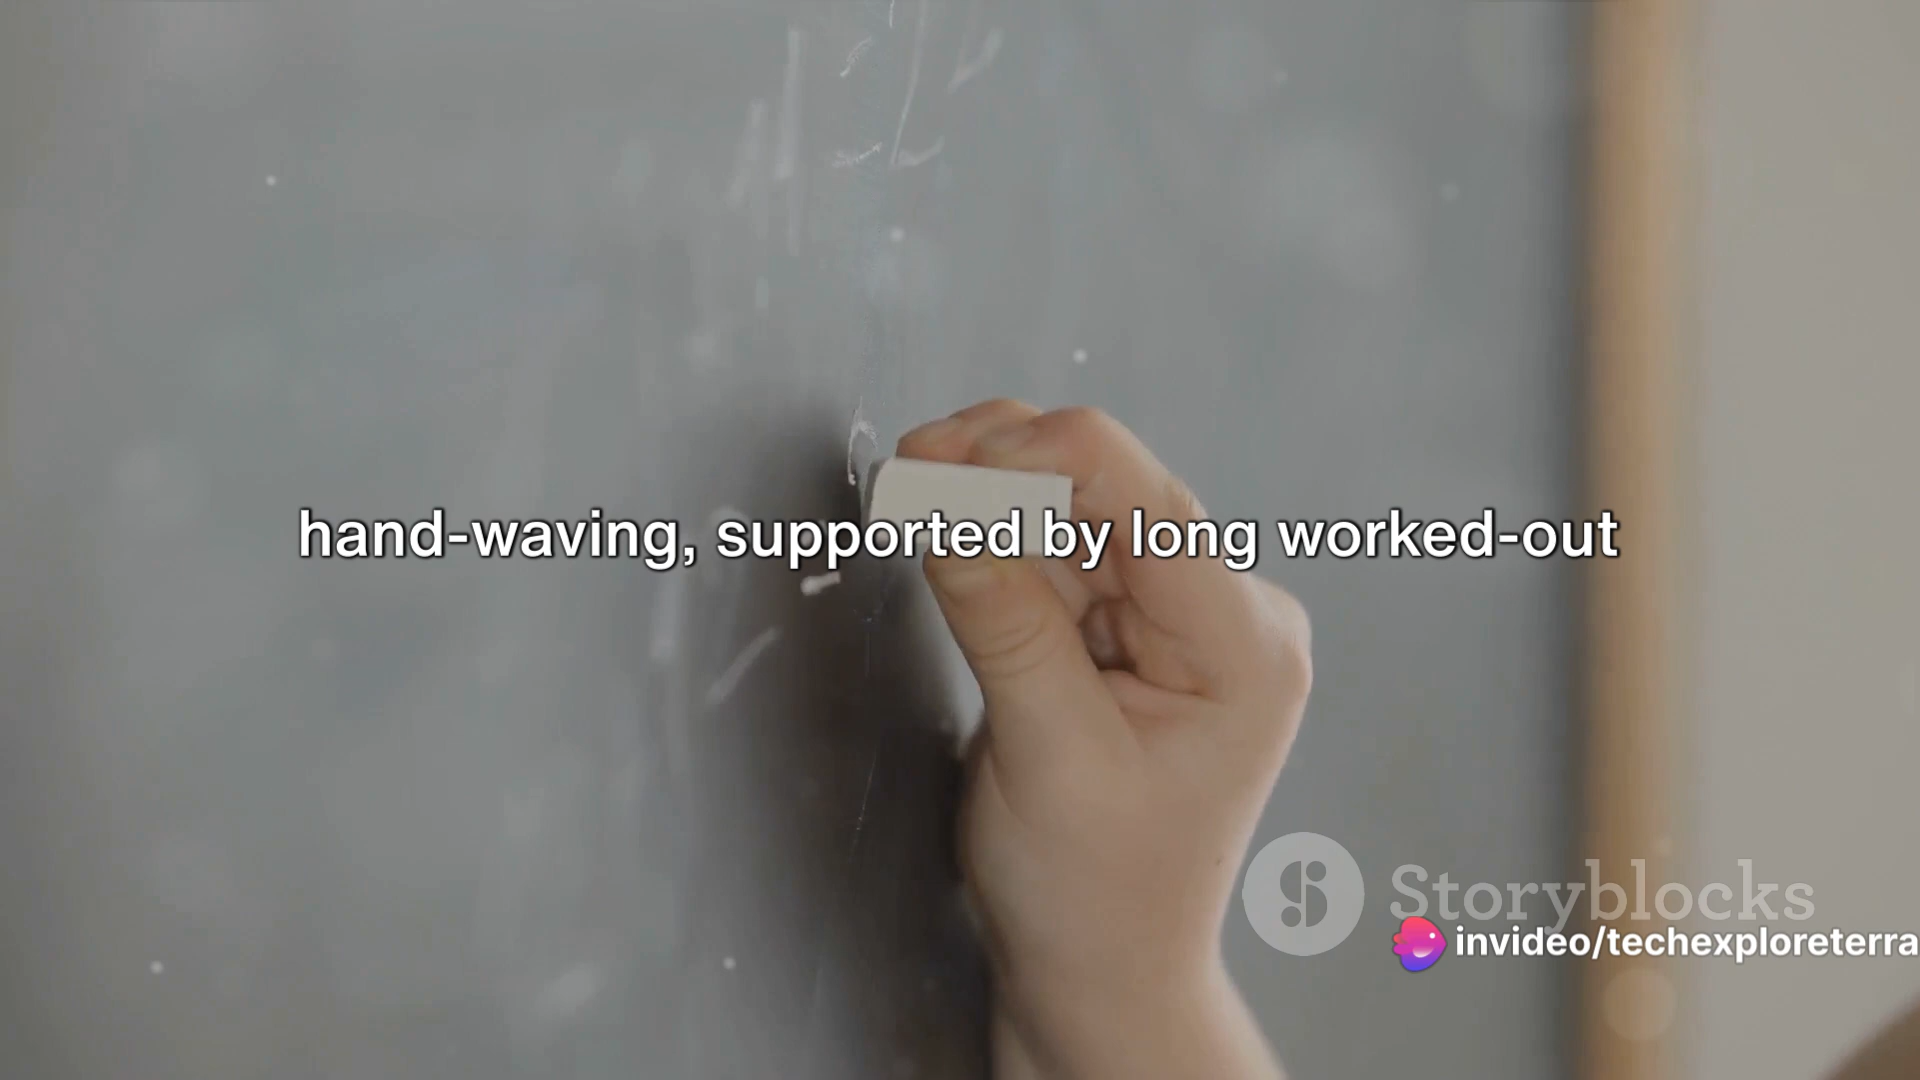 hand-waving, supported by long worked-out
Storyblocks
invideo/techexploreterra